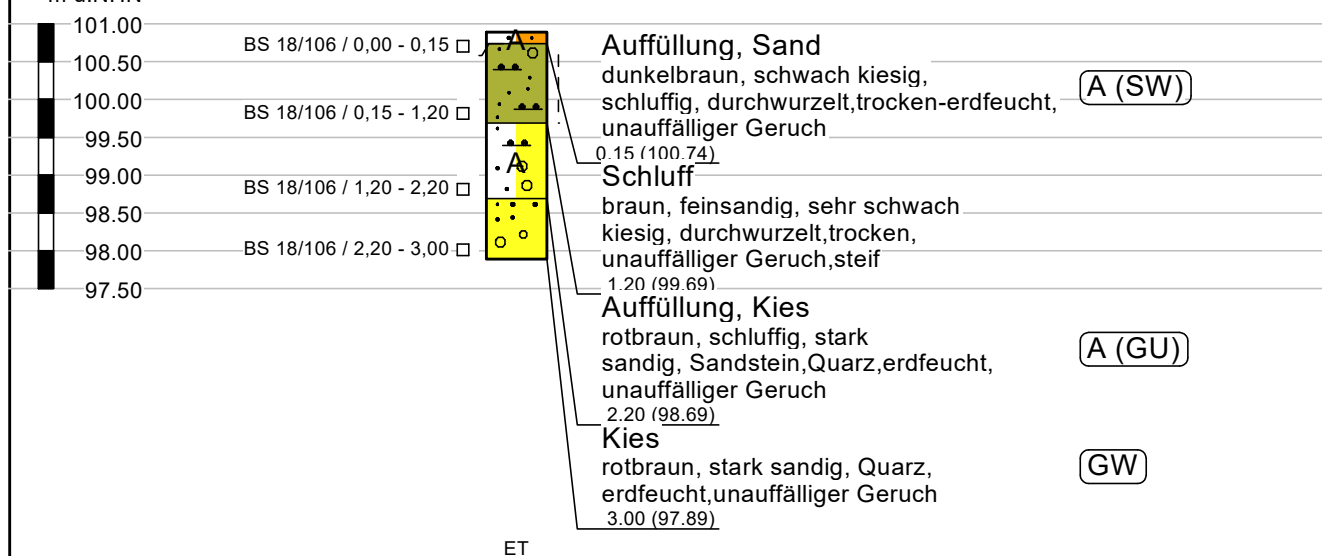 101.00
100.50
100.00
99.50
99.00
98.50
98.00
97.50
BS 18/106 / 0,00 - 0,15
BS 18/106 / 0,15 - 1,20
BS 18/106 / 1,20 - 2,20
BS 18/106 / 2,20 - 3,00
A
A
Auffüllung, Sand
dunkelbraun, schwach kiesig,
schluffig, durchwurzelt,trocken-erdfeucht,
unauffälliger Geruch
0.15 (100.74)
A (SW)
Schluff
braun, feinsandig, sehr schwach
kiesig, durchwurzelt,trocken,
unauffälliger Geruch,steif
1.20 (99.69)
Auffüllung, Kies
rotbraun, schluffig, stark
sandig, Sandstein,Quarz,erdfeucht,
unauffälliger Geruch
2.20 (98.69)
A (GU)
Kies
rotbraun, stark sandig, Quarz,
erdfeucht,unauffälliger Geruch
3.00 (97.89)
GW
ET